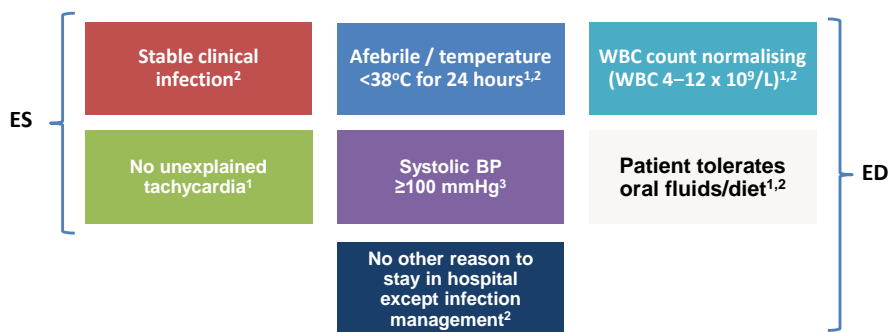 Stable clinical
infection²
Afebrile / temperature
<38ᵒC for 24 hours¹,²
WBC count normalising
(WBC 4–12 x 10⁹/L)¹,²
ES
No unexplained
tachycardia¹
Systolic BP
≥100 mmHg³
Patient tolerates
oral fluids/diet¹,²
ED
No other reason to
stay in hospital
except infection
management²